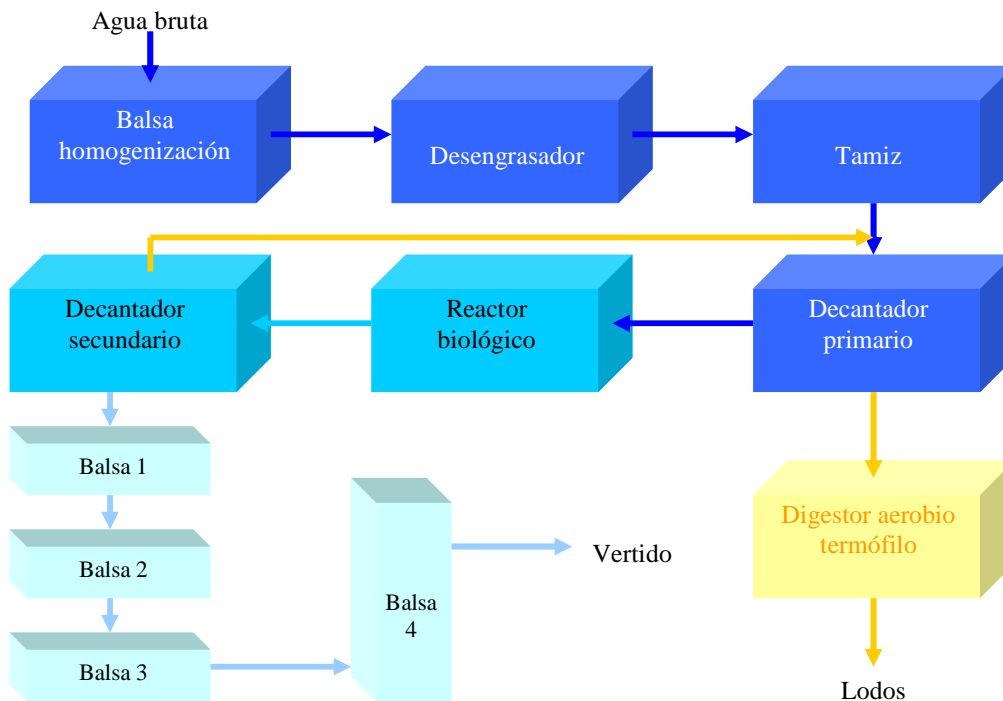 Agua bruta
Balsa
homogenización
Desengrasador
Tamiz
Decantador
secundario
Reactor
biológico
Decantador
primario
Balsa 1
Balsa 2
Balsa 3
Balsa
4
Vertido
Digestor aerobio
termófilo
Lodos